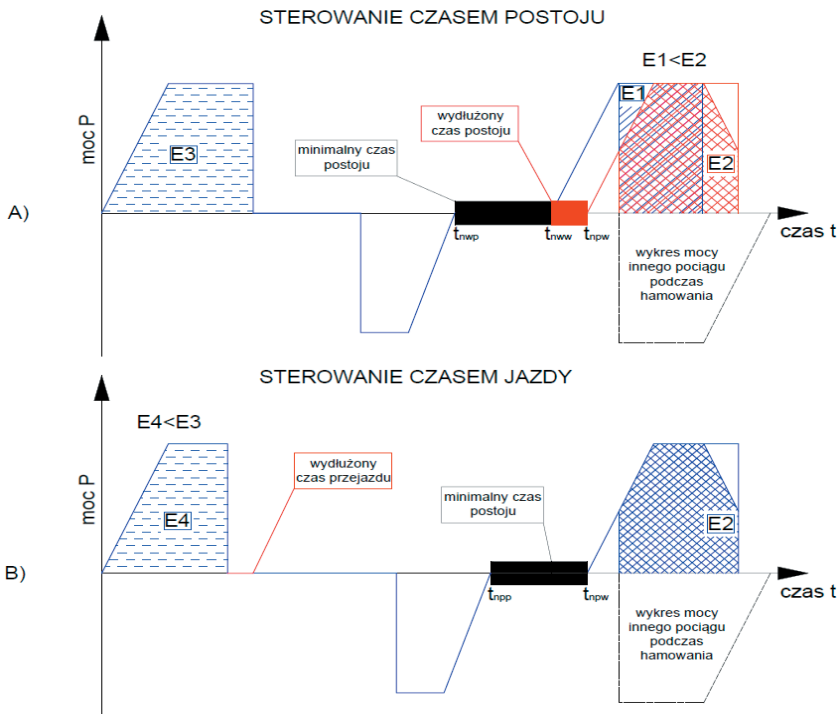 STEROWANIE CZASEM POSTOJU
E1<E2
moc P
E3
minimalny czas
postoju
wydłużony
czas postoju
E1
E2
A)
tnwp
tnww
tnpw
czas t
wykres mocy
innego pociągu
podczas
hamowania
STEROWANIE CZASEM JAZDY
E4<E3
moc P
E4
wydłużony
czas przejazdu
minimalny czas
postoju
E2
B)
tnpp
tnpw
czas t
wykres mocy
innego pociągu
podczas
hamowania